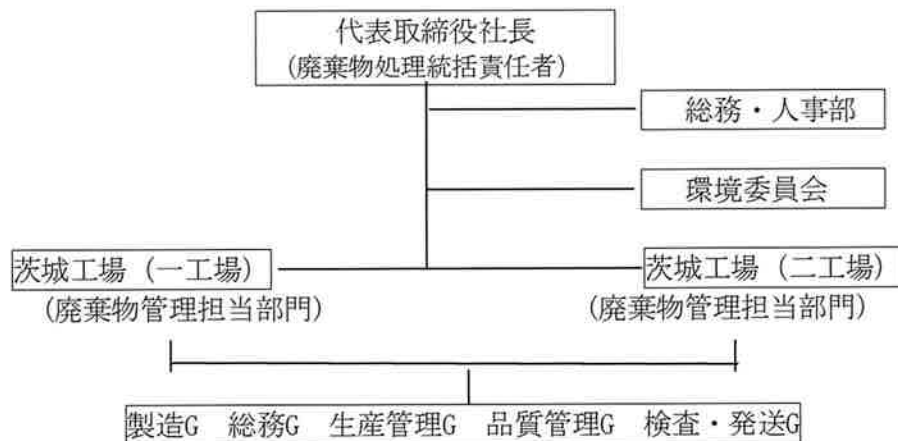 代表取締役社長
(廃棄物処理統括責任者)
総務・人事部
環境委員会
茨城工場（一工場）
(廃棄物管理担当部門)
茨城工場（二工場）
(廃棄物管理担当部門)
製造G 総務G 生産管理G 品質管理G 検査・発送G